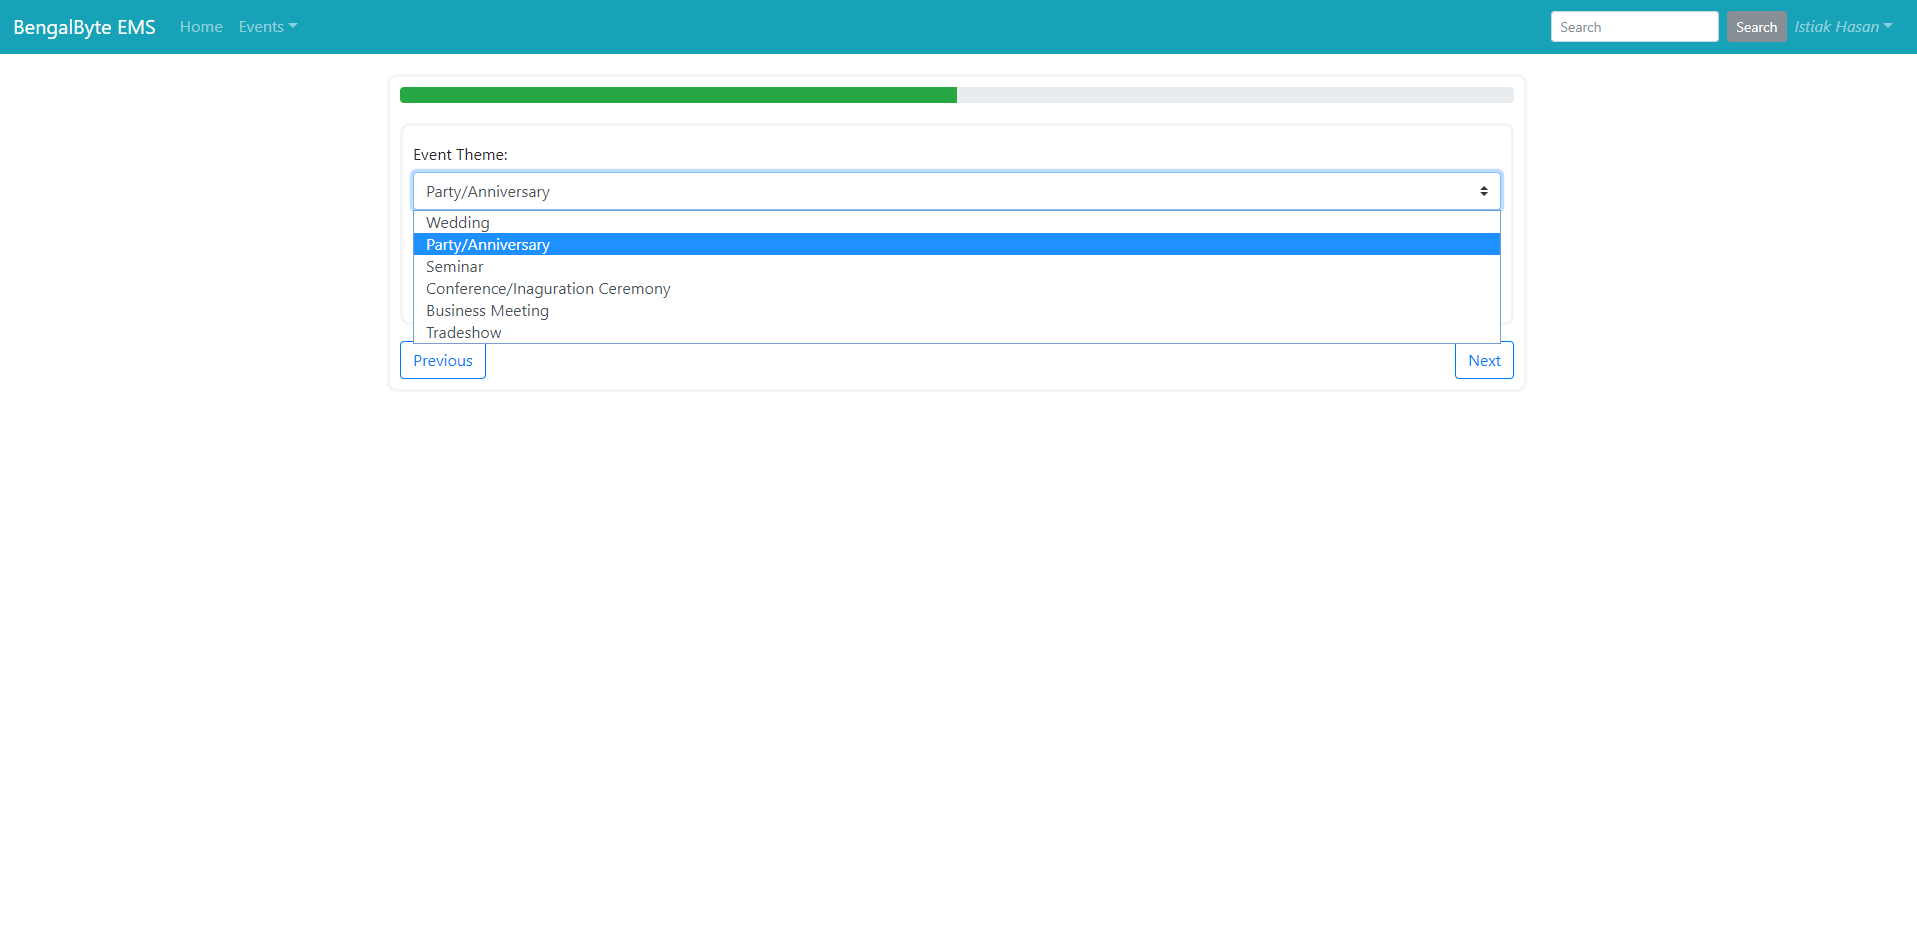 BengalByte EMS Home Events Search Search Istiak Hasan
Event Theme:
Party/Anniversary
Wedding
Party/Anniversary
Seminar
Conference/Inaguration Ceremony
Business Meeting
Tradeshow
Previous Next